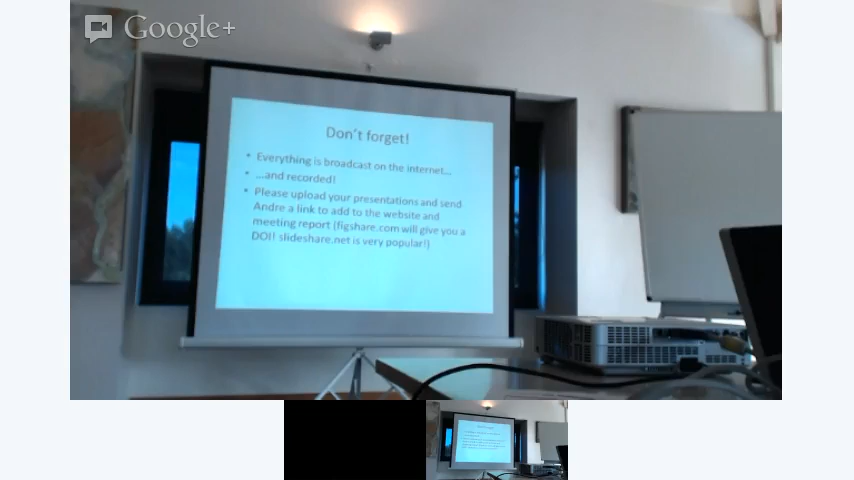 Google+
Don't forget!
• Everything is broadcast on the internet...
• ...and recorded!
• Please upload your presentations and send
Andre a link to add to the website and
meeting report (figshare.com will give you a
DOI! slideshare.net is very popular!)